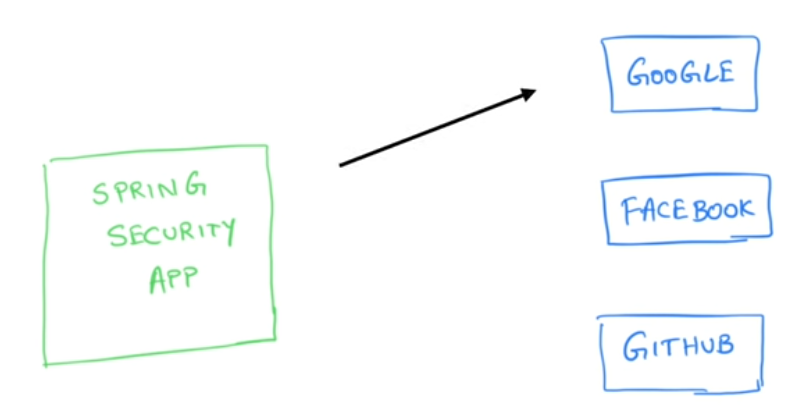 SPRING
SECURITY
APP
GOOGLE
FACEBOOK
GITHUB